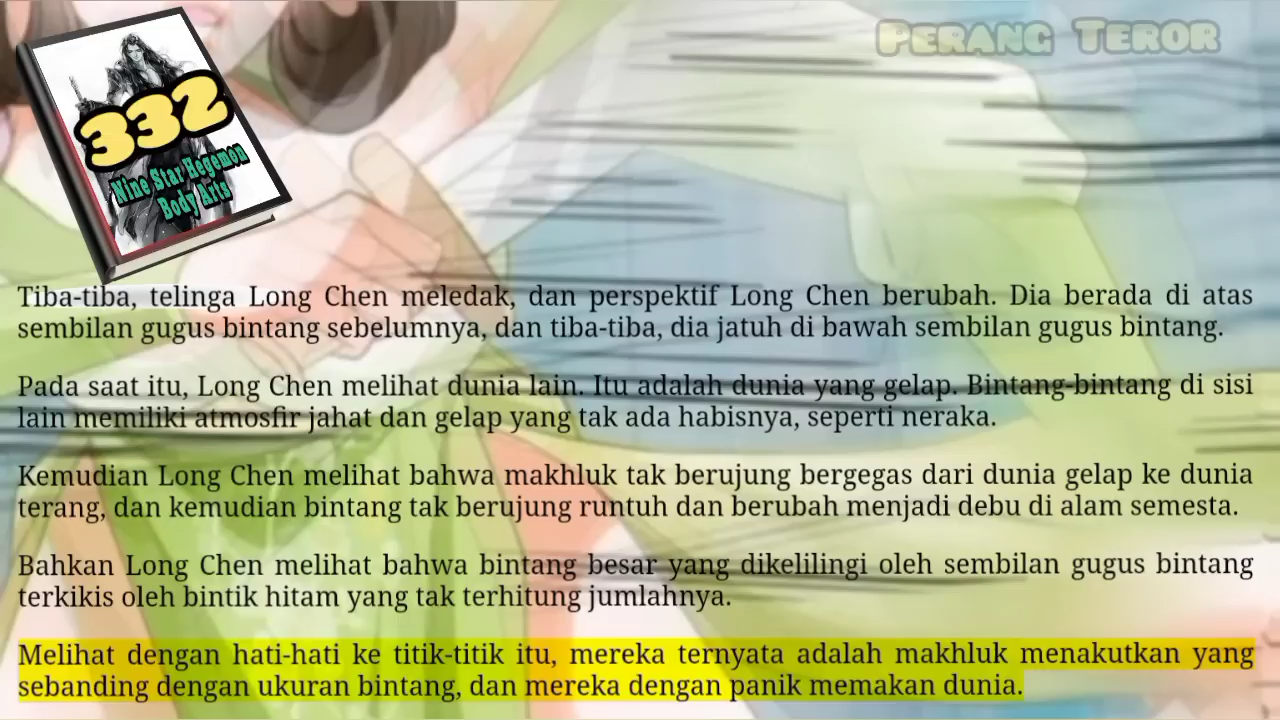 Perang Teror
332
Nine Star Hegemon
Body Arts
Tiba-tiba, telinga Long Chen meledak, dan perspektif Long Chen berubah. Dia berada di atas
sembilan gugus bintang sebelumnya, dan tiba-tiba, dia jatuh di bawah sembilan gugus bintang.
Pada saat itu, Long Chen melihat dunia lain. Itu adalah dunia yang gelap. Bintang-bintang di sisi
lain memiliki atmosfir jahat dan gelap yang tak ada habisnya, seperti neraka.
Kemudian Long Chen melihat bahwa makhluk tak berujung bergegas dari dunia gelap ke dunia
terang, dan kemudian bintang tak berujung runtuh dan berubah menjadi debu di alam semesta.
Bahkan Long Chen melihat bahwa bintang besar yang dikelilingi oleh sembilan gugus bintang
terkikis oleh bintik hitam yang tak terhitung jumlahnya.
Melihat dengan hati-hati ke titik-titik itu, mereka ternyata adalah makhluk menakutkan yang
sebanding dengan ukuran bintang, dan mereka dengan panik memakan dunia.